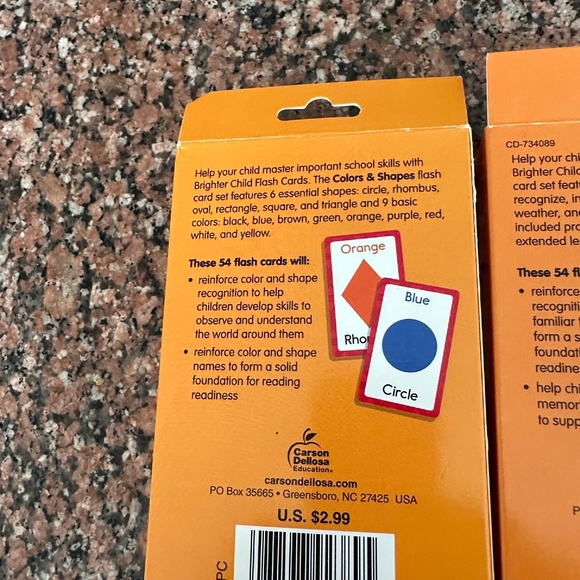 Help your child master important school skills with
Brighter Child Flash Cards. The Colors & Shapes flash
card set features 6 essential shapes: circle, rhombus,
oval, rectangle, square, and triangle and 9 basic
colors: black, blue, brown, green, orange, purple, red,
white, and yellow.
These 54 flash cards will:
• reinforce color and shape
recognition to help
children develop skills to
observe and understand
the world around them
• reinforce color and shape
names to form a solid
foundation for reading
readiness
Orange
Rho
Blue
Circle
Carson
Dellosa
Education
carsondellosa.com
PO Box 35665 • Greensboro, NC 27425 USA
U.S. $2.99
PC
CD-734089
Help your chi
Brighter Chil
card set feat
recognize, in
weather, an
included pro
extended le
These 54 fl
• reinforce
recogniti
familiar t
form a s
foundati
readine
• help chi
memor
to supp
P